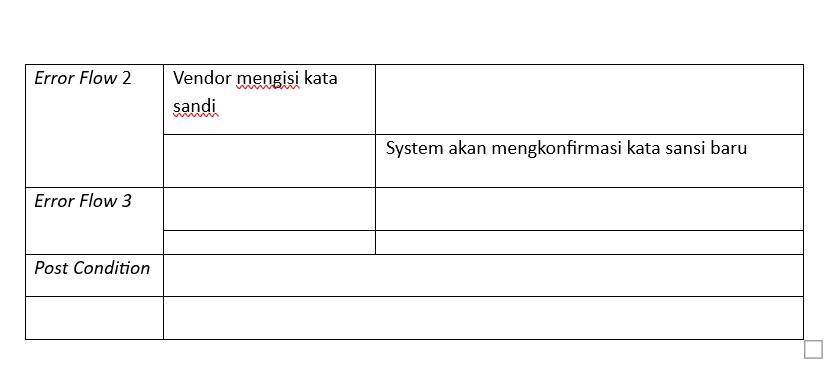 Error Flow 2
Vendor mengisi kata
sandi
System akan mengkonfirmasi kata sansi baru
Error Flow 3
Post Condition